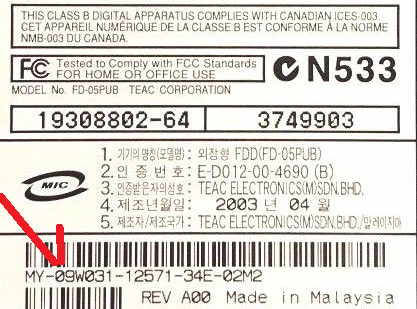 THIS CLASS B DIGITAL APPARATUS COMPLIES WITH CANADIAN ICES-003.
CET APPAREIL NUMÉRIQUE DE LA CLASSE B EST CONFORME À LA NORME
NMB-003 DU CANADA.
FC Tested to Comply with FCC Standards
FOR HOME OR OFFICE USE
N533
MODEL No. FD-05PUB TEAC CORPORATION
19308802-64 3749903
MIC
1. 기기의 명칭(모델명) : 외장형 FDD(FD-05PUB)
2. 인 증 번 호 : E-D012-00-4690 (B)
3. 인증받은자의상호 : TEAC ELECTRONICS(M)SDN.BHD.
4. 제조년월일 : 2003 년 04 월
5. 제조자/제조국가 : TEAC ELECTRONICS(M)SDN.BHD./말레이지아
MY-09W031-12571-34E-02M2
REV A00 Made in Malaysia